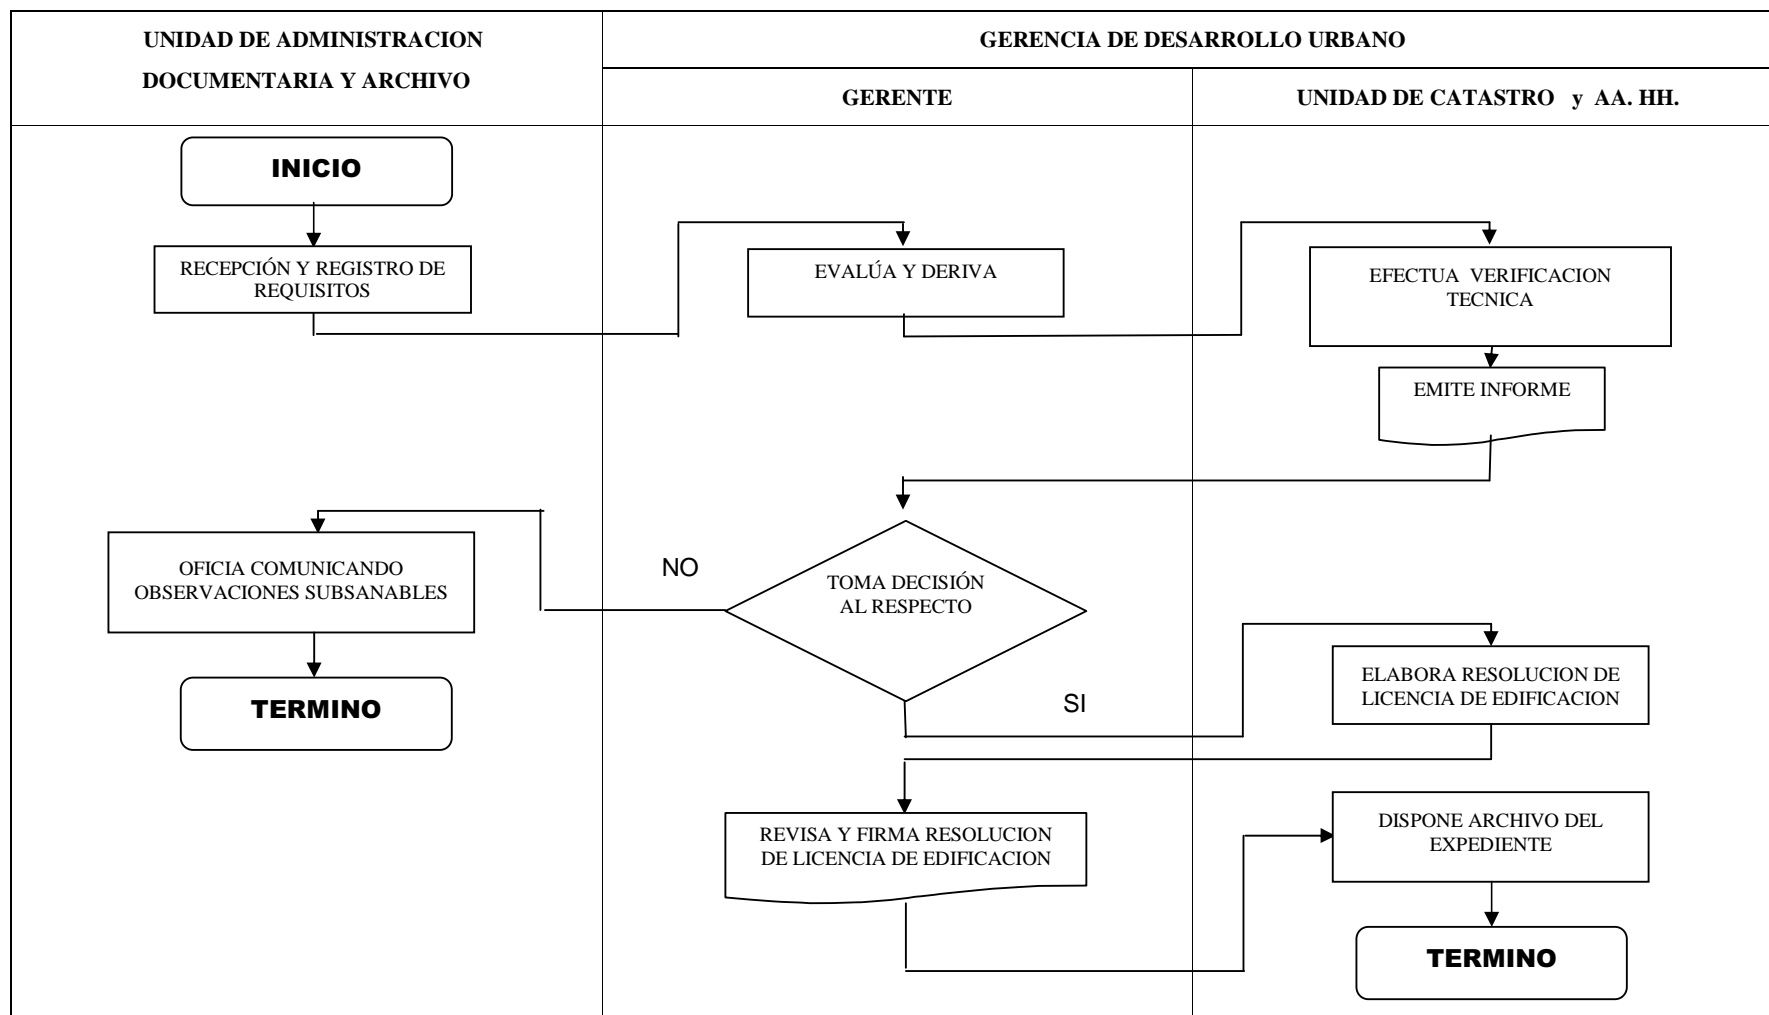 UNIDAD DE ADMINISTRACION
DOCUMENTARIA Y ARCHIVO
GERENCIA DE DESARROLLO URBANO
GERENTE
UNIDAD DE CATASTRO y AA. HH.
INICIO
RECEPCIÓN Y REGISTRO DE
REQUISITOS
EVALÚA Y DERIVA
EFECTUA VERIFICACION
TECNICA
EMITE INFORME
OFICIA COMUNICANDO
OBSERVACIONES SUBSANABLES
NO
TOMA DECISIÓN
AL RESPECTO
TERMINO
SI
ELABORA RESOLUCION DE
LICENCIA DE EDIFICACION
REVISA Y FIRMA RESOLUCION
DE LICENCIA DE EDIFICACION
DISPONE ARCHIVO DEL
EXPEDIENTE
TERMINO